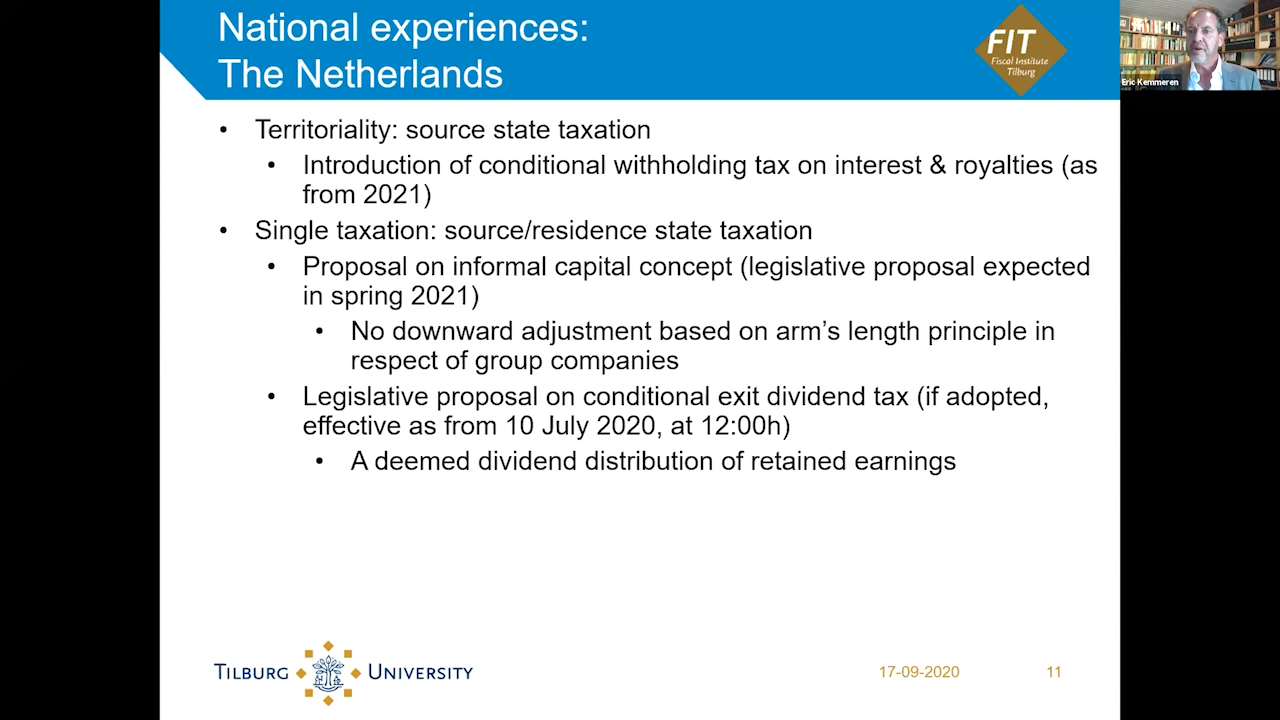 National experiences:
The Netherlands
FIT
Fiscal Institute
Tilburg
Eric Kemmeren
• Territoriality: source state taxation
• Introduction of conditional withholding tax on interest & royalties (as
from 2021)
• Single taxation: source/residence state taxation
• Proposal on informal capital concept (legislative proposal expected
in spring 2021)
• No downward adjustment based on arm’s length principle in
respect of group companies
• Legislative proposal on conditional exit dividend tax (if adopted,
effective as from 10 July 2020, at 12:00h)
• A deemed dividend distribution of retained earnings
TILBURG UNIVERSITY
17-09-2020 11